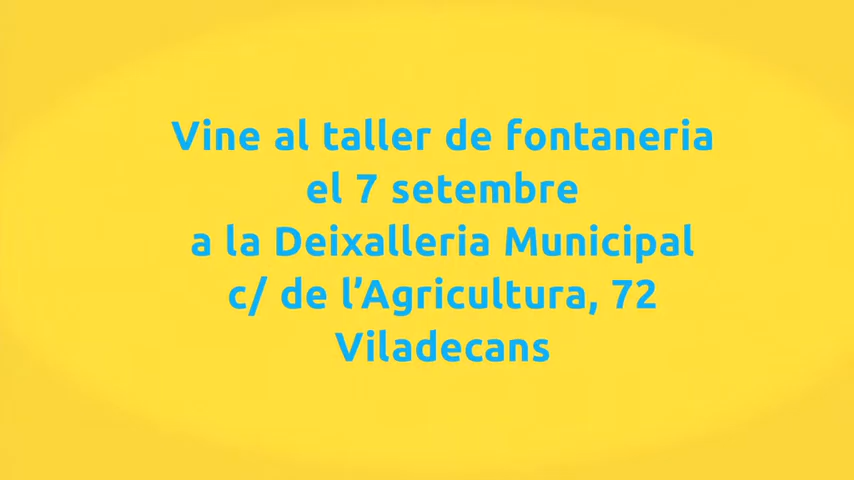 Vine al taller de fontaneria
el 7 setembre
a la Deixalleria Municipal
c/ de l’Agricultura, 72
Viladecans